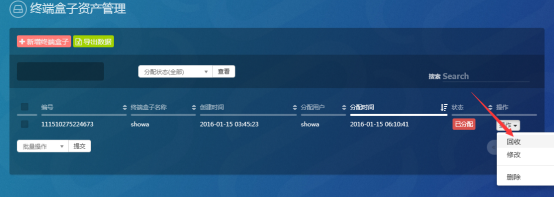 终端盒子资产管理
+ 新增终端盒子 导出数据
分配状态(全部) 查看
搜索 Search
编号 终端盒子名称 创建时间 分配用户 分配时间 状态 操作
111510275224673 showa 2016-01-15 03:45:23 showa 2016-01-15 06:10:41 已分配 操作
批量操作 提交
回收
修改
删除